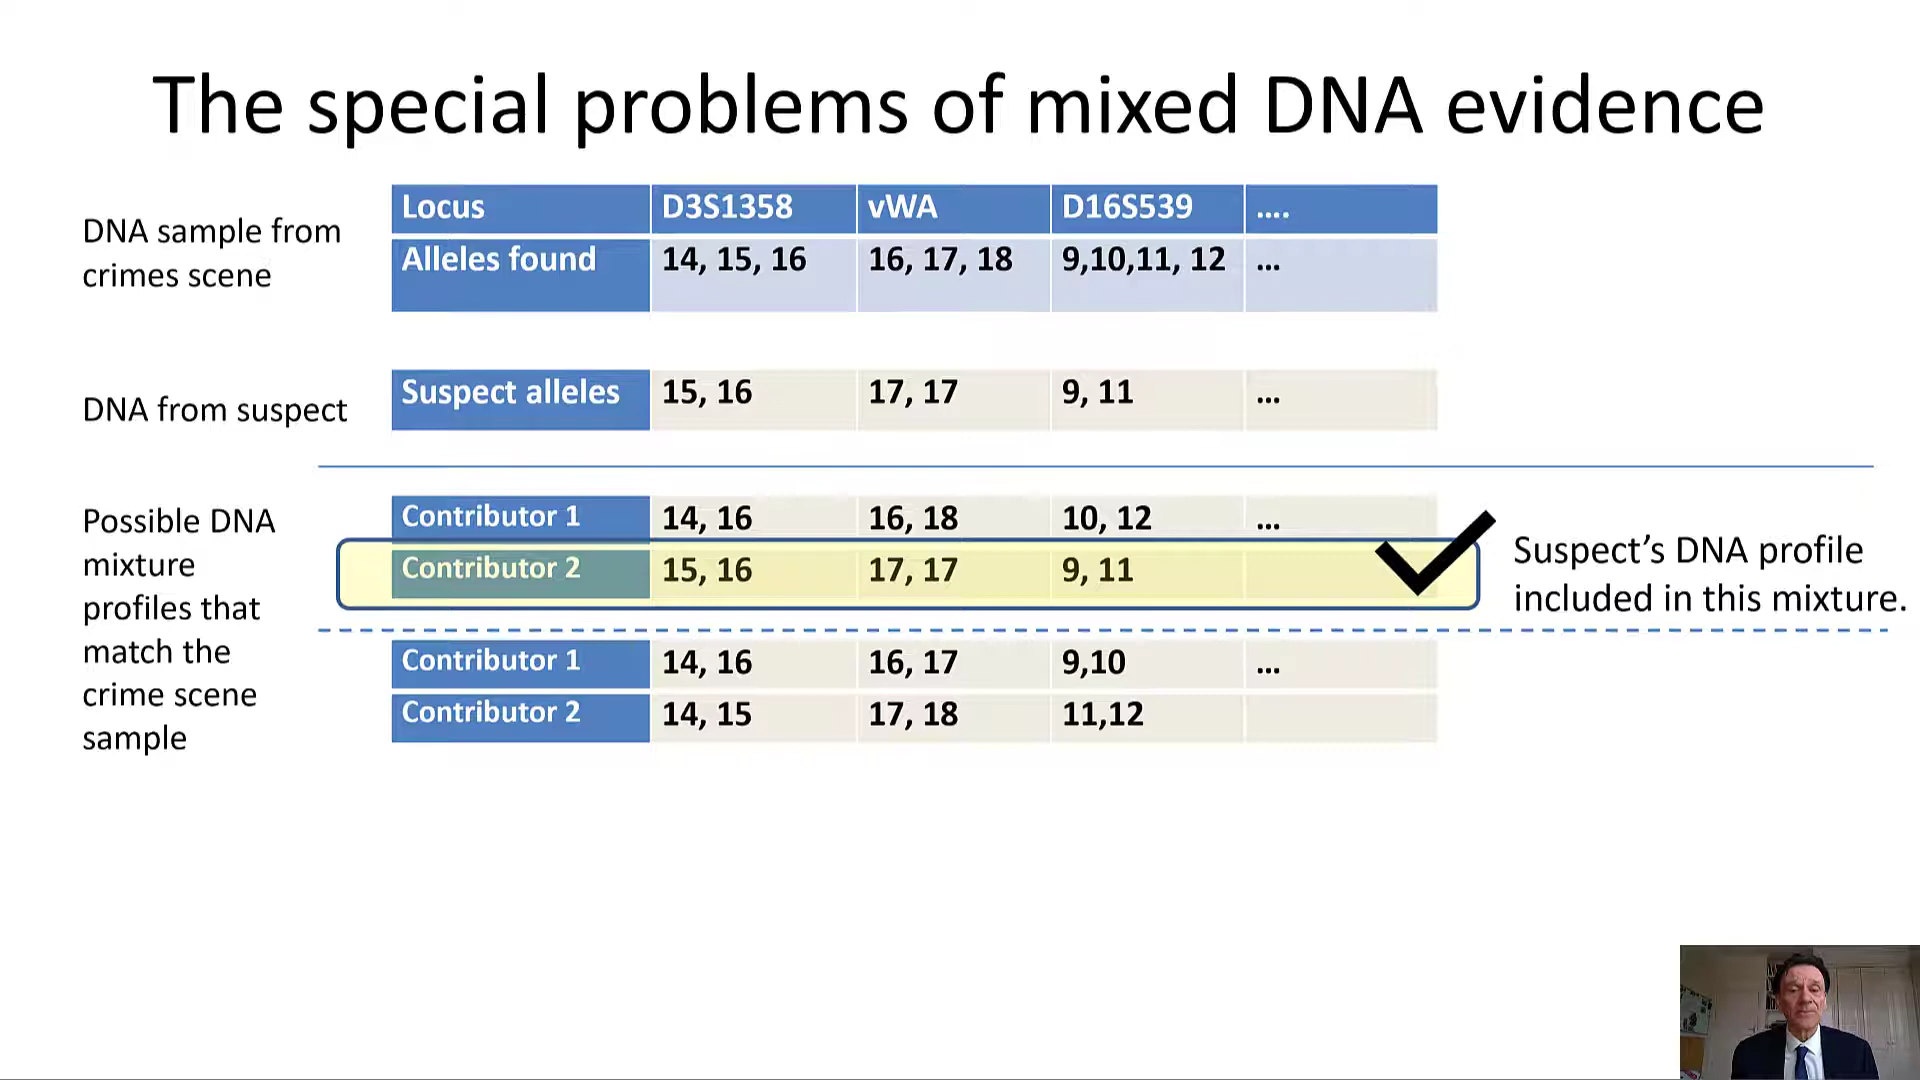 The special problems of mixed DNA evidence
DNA sample from
crimes scene
Locus D3S1358 vWA D16S539 ....
Alleles found 14, 15, 16 16, 17, 18 9,10,11, 12 ...
DNA from suspect
Suspect alleles 15, 16 17, 17 9, 11 ...
Possible DNA
mixture
profiles that
match the
crime scene
sample
Contributor 1 14, 16 16, 18 10, 12 ...
Contributor 2 15, 16 17, 17 9, 11
Suspect’s DNA profile
included in this mixture.
Contributor 1 14, 16 16, 17 9,10 ...
Contributor 2 14, 15 17, 18 11,12